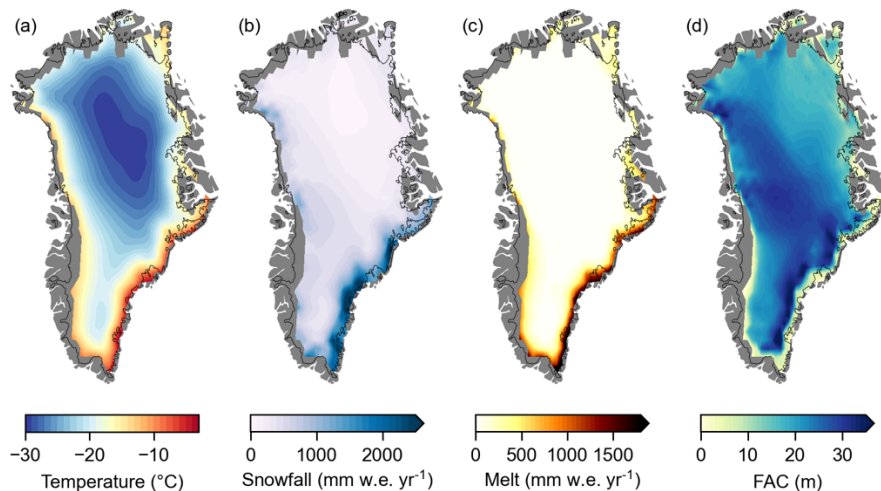 (a) (b) (c) (d)
−30 −20 −10 0 1000 2000 0 500 1000 1500 0 10 20 30
Temperature (°C) Snowfall (mm w.e. yr⁻¹) Melt (mm w.e. yr⁻¹) FAC (m)